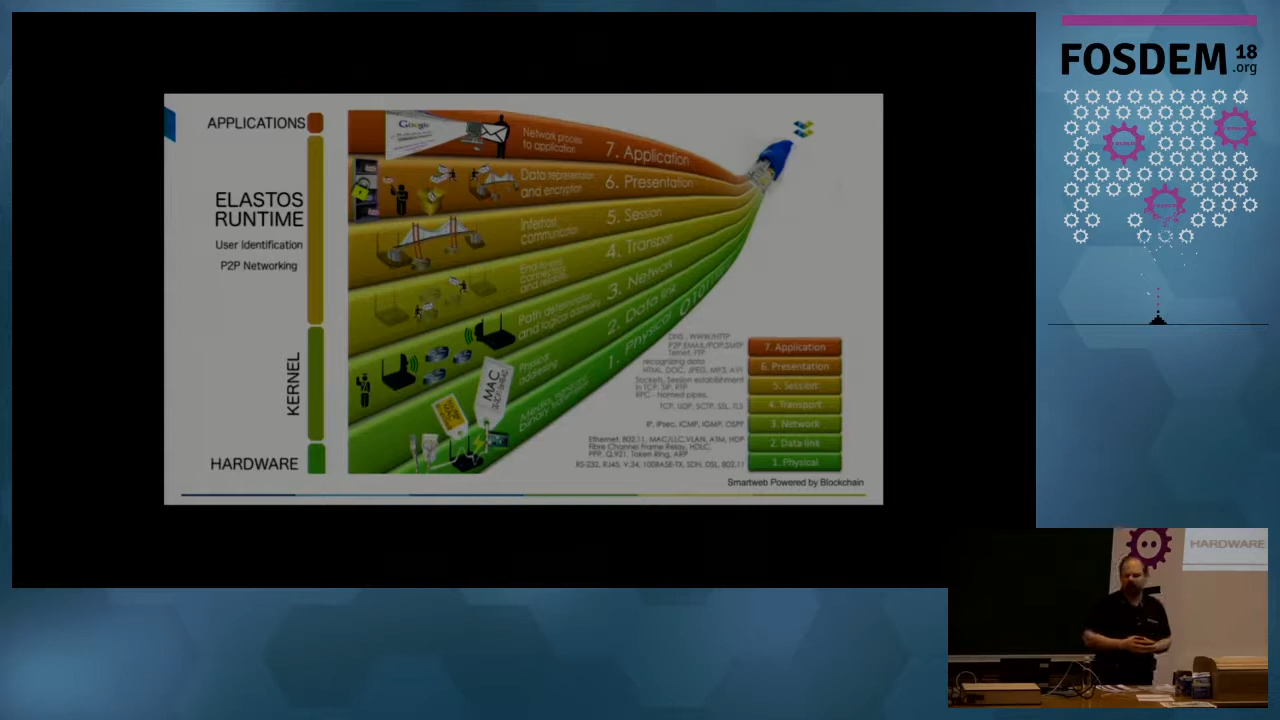 APPLICATIONS
ELASTOS
RUNTIME
User Identification
P2P Networking
KERNEL
HARDWARE
Google
Network process
to application
7. Application
Data representation
and encryption
6. Presentation
Interhost
communication
5. Session
End-to-end
connections
and reliability
4. Transport
Path determination
and logical addressing
3. Network
Physical
addressing
2. Data link
1. Physical
MAC
DNS, WWW/HTTP
P2P, EMAIL/POP, SMTP
Telnet, FTP
recognizing data
HTML, DOC, JPEG, MP3, AVI
Sockets, Session establishment
in TCP, SIP, RTP
RPC - Named pipes,
TCP, UDP, SCTP, SSL, TLS
IP, IPsec, ICMP, IGMP, OSPF
Ethernet, 802.11, MAC/LLC, VLAN, ATM, HDP
Fibre Channel, Frame Relay, HDLC,
PPP, Q.921, Token Ring, ARP
RS-232, RJ45, V.34, 100BASE-TX, SDH, DSL, 802.11
7. Application
6. Presentation
5. Session
4. Transport
3. Network
2. Data link
1. Physical
Smartweb Powered by Blockchain
FOSDEM 18
.org
HARDWARE